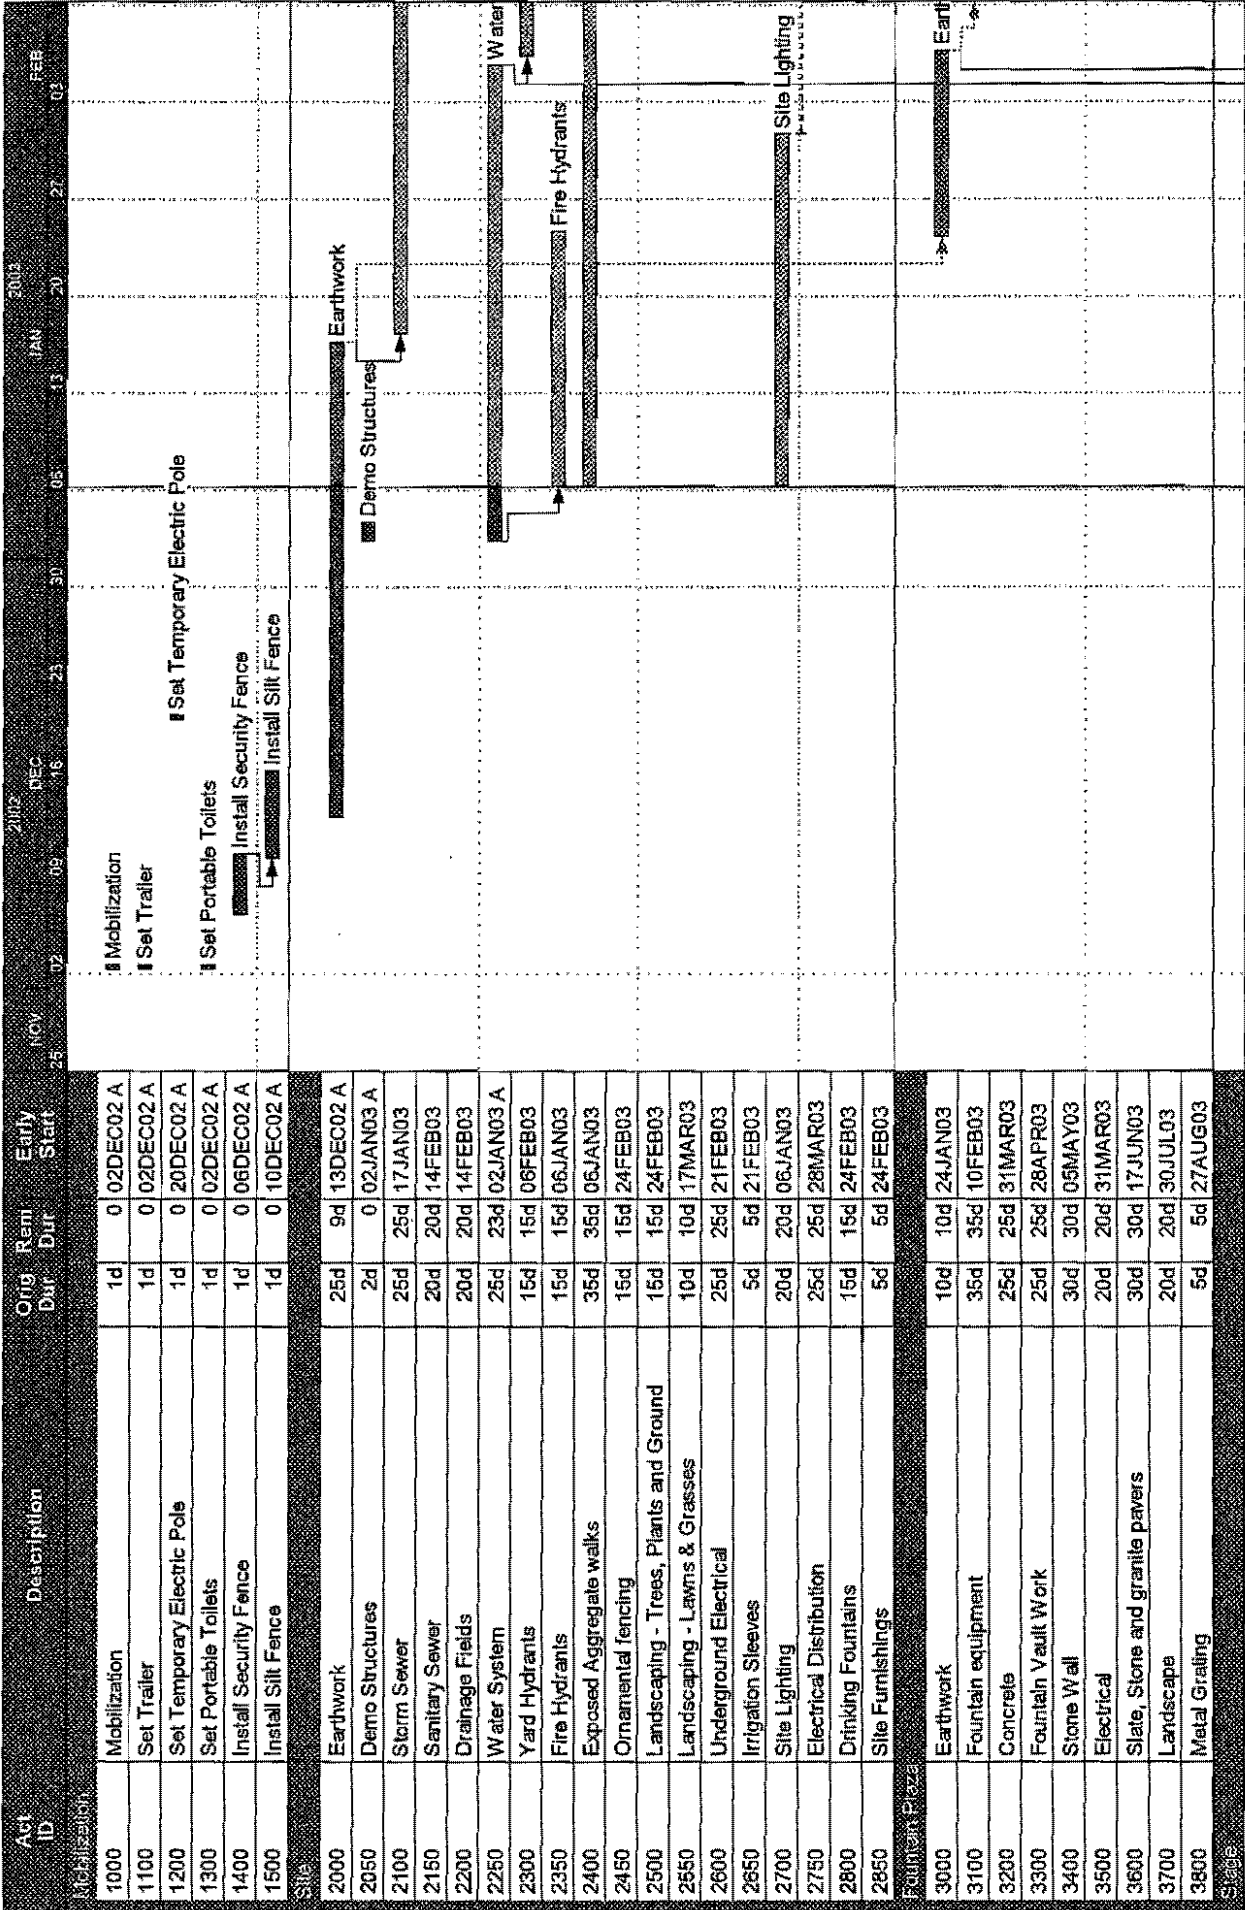 2002 2003
Act ID Description Orig Dur Rem Dur Early Start NOV DEC JAN FEB
25 02 09 16 23 30 06 13 20 27 03
Mobilization
1000 Mobilization 1d 0 02DEC02 A Mobilization
1100 Set Trailer 1d 0 02DEC02 A Set Trailer
1200 Set Temporary Electric Pole 1d 0 20DEC02 A Set Temporary Electric Pole
1300 Set Portable Toilets 1d 0 02DEC02 A Set Portable Toilets
1400 Install Security Fence 1d 0 06DEC02 A Install Security Fence
1500 Install Silt Fence 1d 0 10DEC02 A Install Silt Fence
Site
2000 Earthwork 25d 9d 13DEC02 A Earthwork
2050 Demo Structures 2d 0 02JAN03 A Demo Structures
2100 Storm Sewer 25d 25d 17JAN03
2150 Sanitary Sewer 20d 20d 14FEB03
2200 Drainage Fields 20d 20d 14FEB03
2250 Water System 25d 23d 02JAN03 A Water
2300 Yard Hydrants 15d 15d 06FEB03
2350 Fire Hydrants 15d 15d 06JAN03 Fire Hydrants
2400 Exposed Aggregate walks 35d 35d 06JAN03
2450 Ornamental fencing 15d 15d 24FEB03
2500 Landscaping - Trees, Plants and Ground 15d 15d 24FEB03
2550 Landscaping - Lawns & Grasses 10d 10d 17MAR03
2600 Underground Electrical 25d 25d 21FEB03
2650 Irrigation Sleeves 5d 5d 21FEB03
2700 Site Lighting 20d 20d 06JAN03 Site Lighting
2750 Electrical Distribution 25d 25d 28MAR03
2800 Drinking Fountains 15d 15d 24FEB03
2850 Site Furnishings 5d 5d 24FEB03
Fountain Plaza
3000 Earthwork 10d 10d 24JAN03 Eart
3100 Fountain equipment 35d 35d 10FEB03
3200 Concrete 25d 25d 31MAR03
3300 Fountain Vault Work 25d 25d 28APR03
3400 Stone Wall 30d 30d 05MAY03
3500 Electrical 20d 20d 31MAR03
3600 Slate, Stone and granite pavers 30d 30d 17JUN03
3700 Landscape 20d 20d 30JUL03
3800 Metal Grating 5d 5d 27AUG03